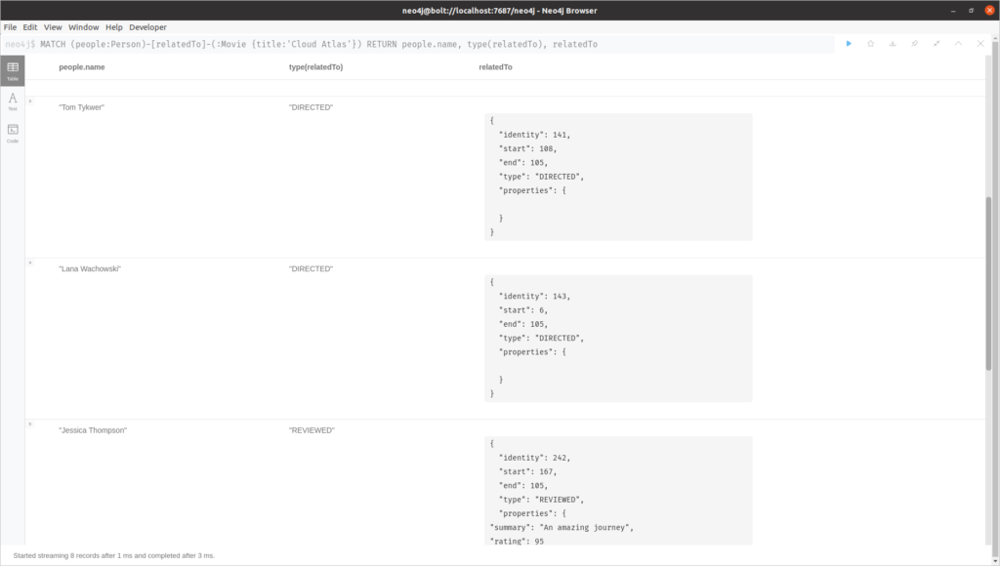 neo4j@bolt://localhost:7687/neo4j - Neo4j Browser
File Edit View Window Help Developer
neo4j$ MATCH (people:Person)-[relatedTo]-(:Movie {title:'Cloud Atlas'}) RETURN people.name, type(relatedTo), relatedTo
people.name type(relatedTo) relatedTo
Table
Text
Code
"Tom Tykwer" "DIRECTED"
{
"identity": 141,
"start": 108,
"end": 105,
"type": "DIRECTED",
"properties": {
}
}
"Lana Wachowski" "DIRECTED"
{
"identity": 143,
"start": 6,
"end": 105,
"type": "DIRECTED",
"properties": {
}
}
"Jessica Thompson" "REVIEWED"
{
"identity": 242,
"start": 167,
"end": 105,
"type": "REVIEWED",
"properties": {
"summary": "An amazing journey",
"rating": 95
Started streaming 8 records after 1 ms and completed after 3 ms.